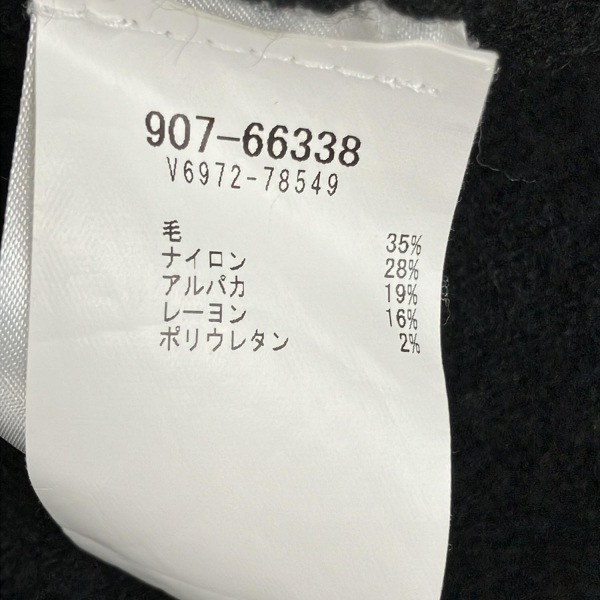 907-66338
V6972-78549
毛 35%
ナイロン 28%
アルパカ 19%
レーヨン 16%
ポリウレタン 2%